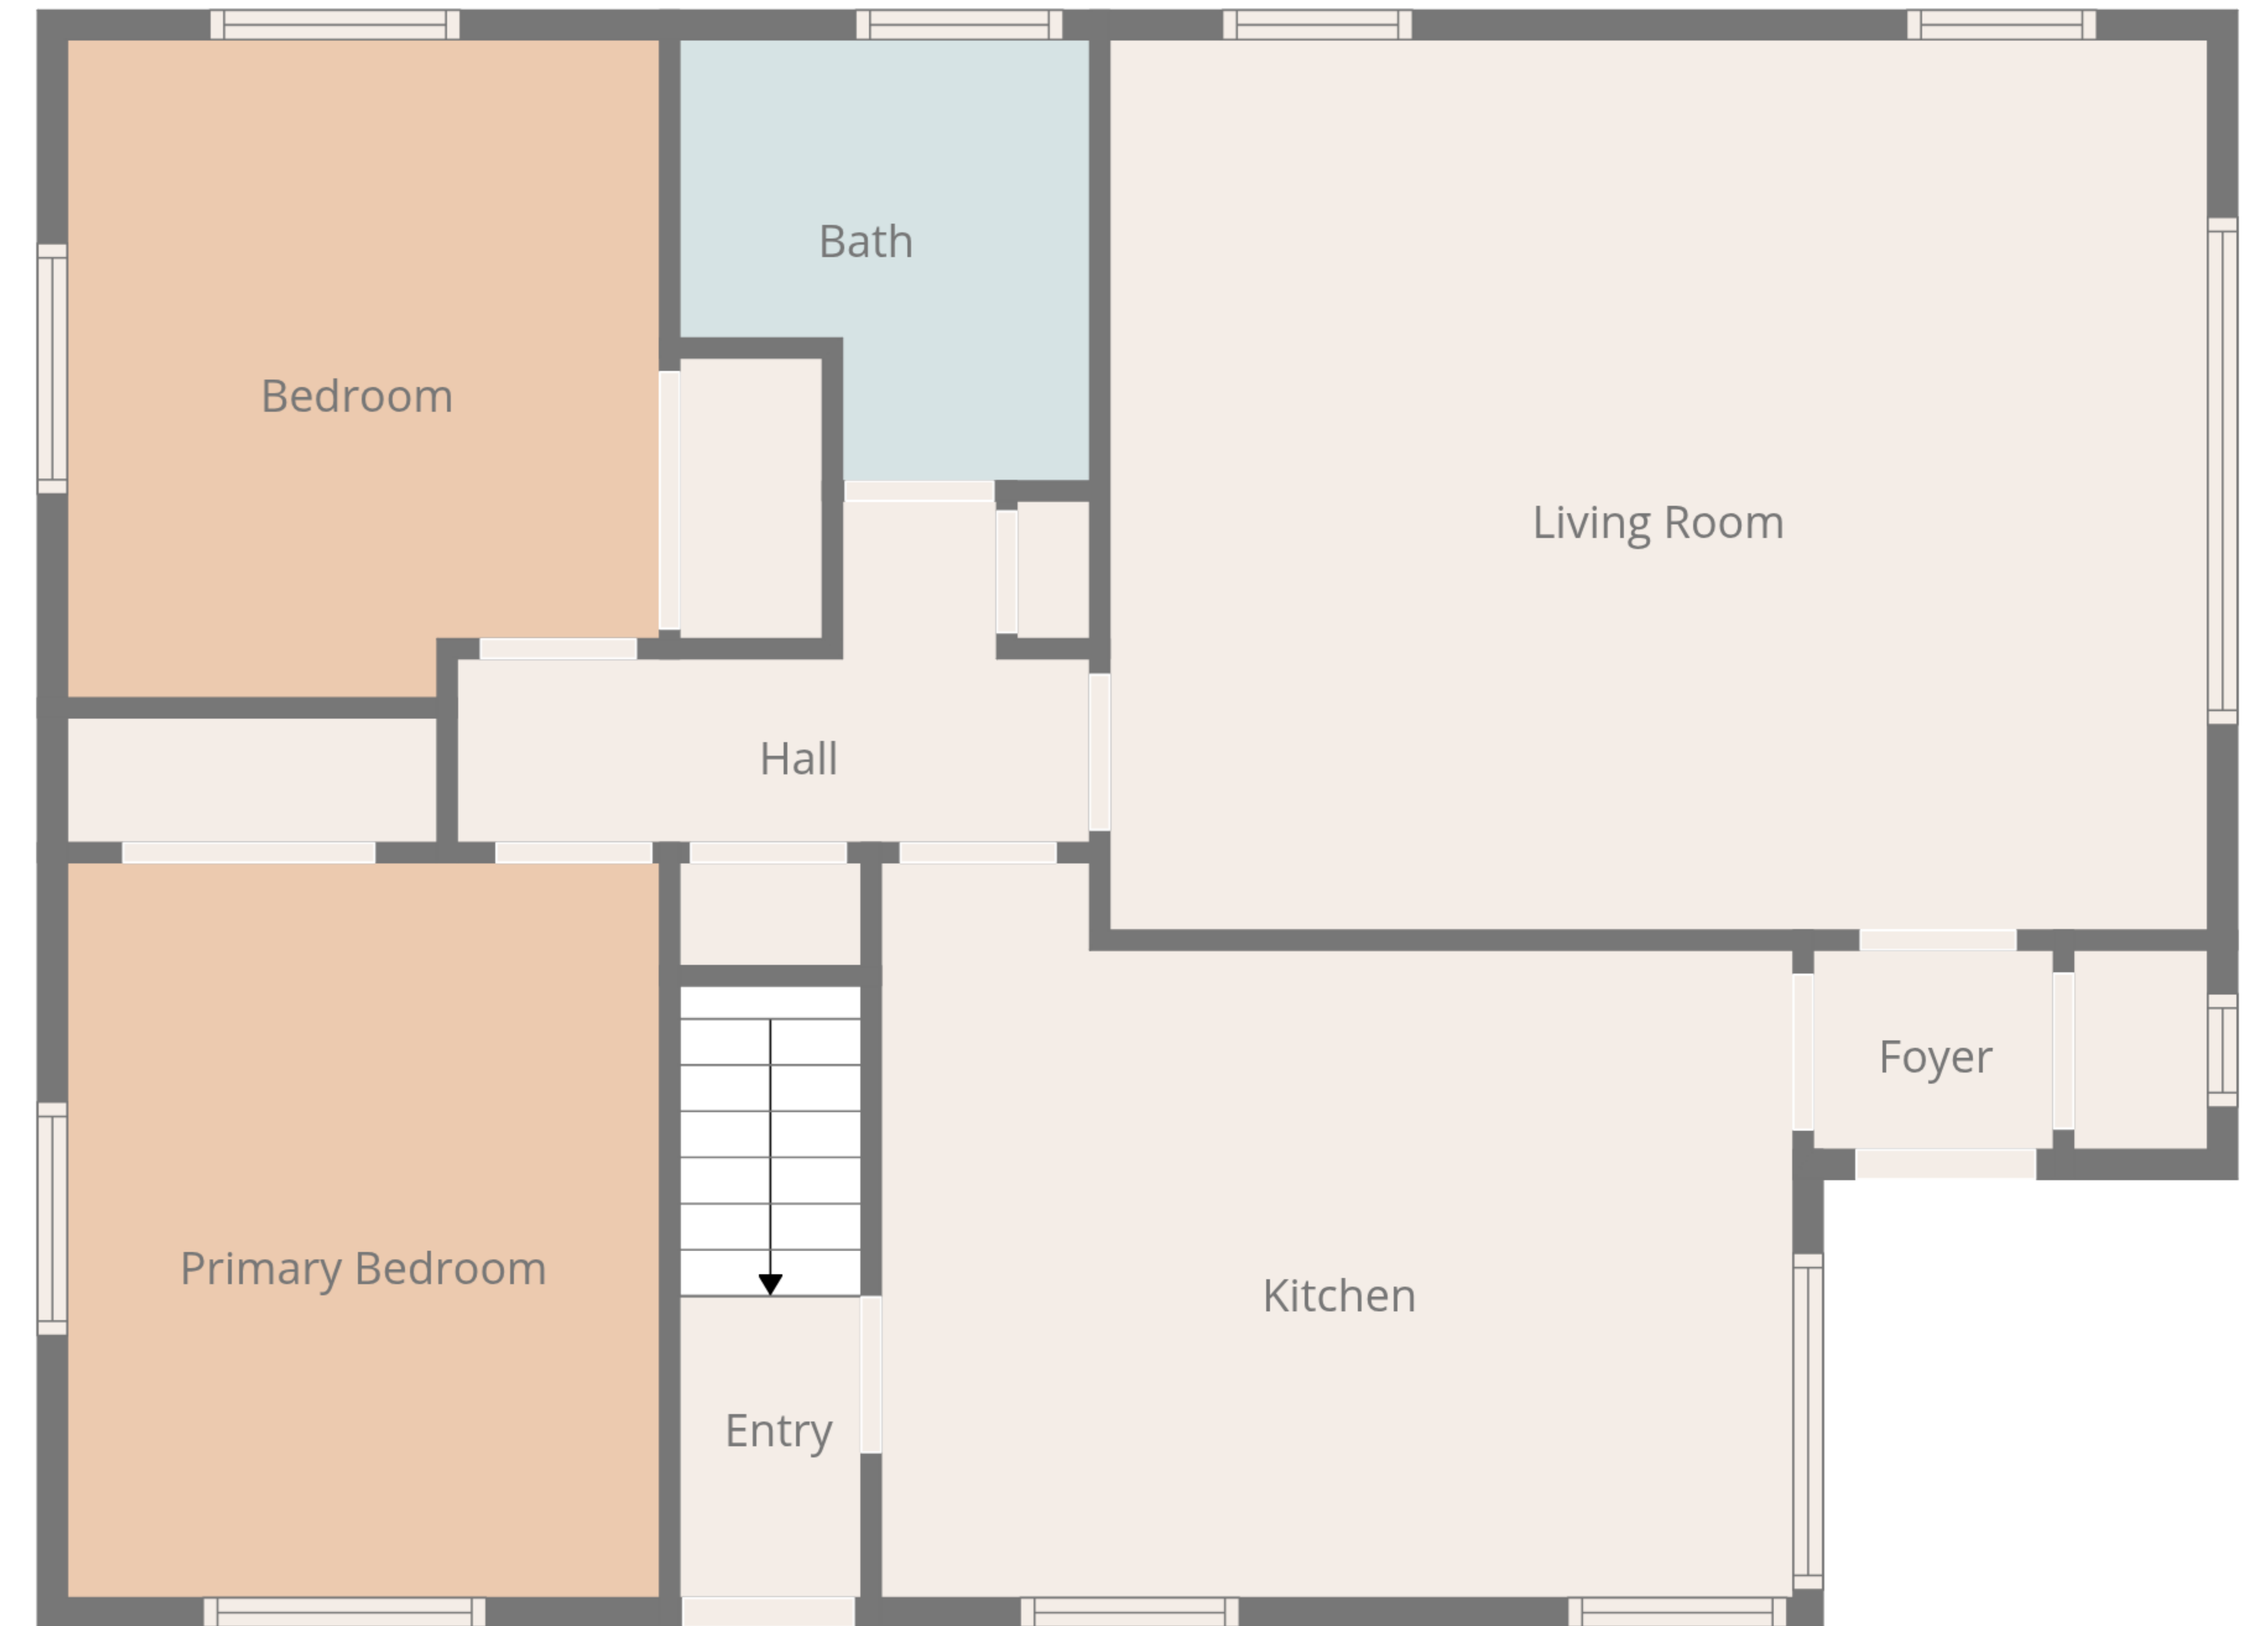 Bath
Bedroom
Living Room
Hall
Foyer
Primary Bedroom
Kitchen
Entry